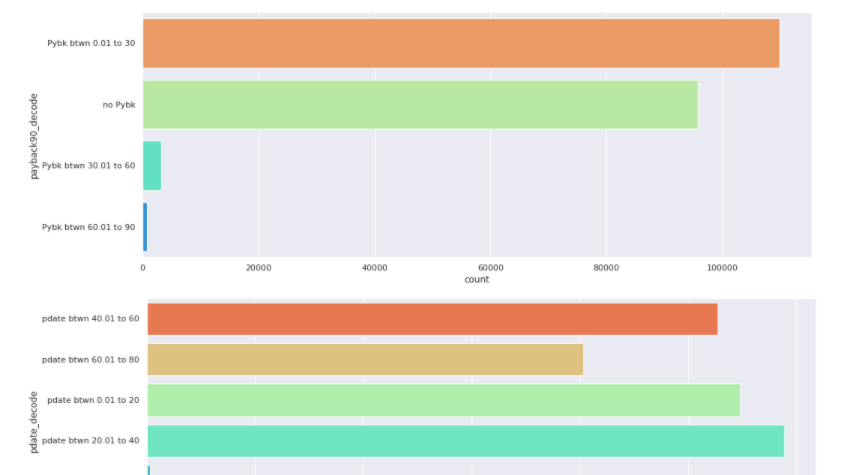 Pybk btwn 0.01 to 30
no Pybk
Pybk btwn 30.01 to 60
Pybk btwn 60.01 to 90
payback90_decode
0 20000 40000 60000 80000 100000
count
pdate btwn 40.01 to 60
pdate btwn 60.01 to 80
pdate btwn 0.01 to 20
pdate btwn 20.01 to 40
pdate_decode